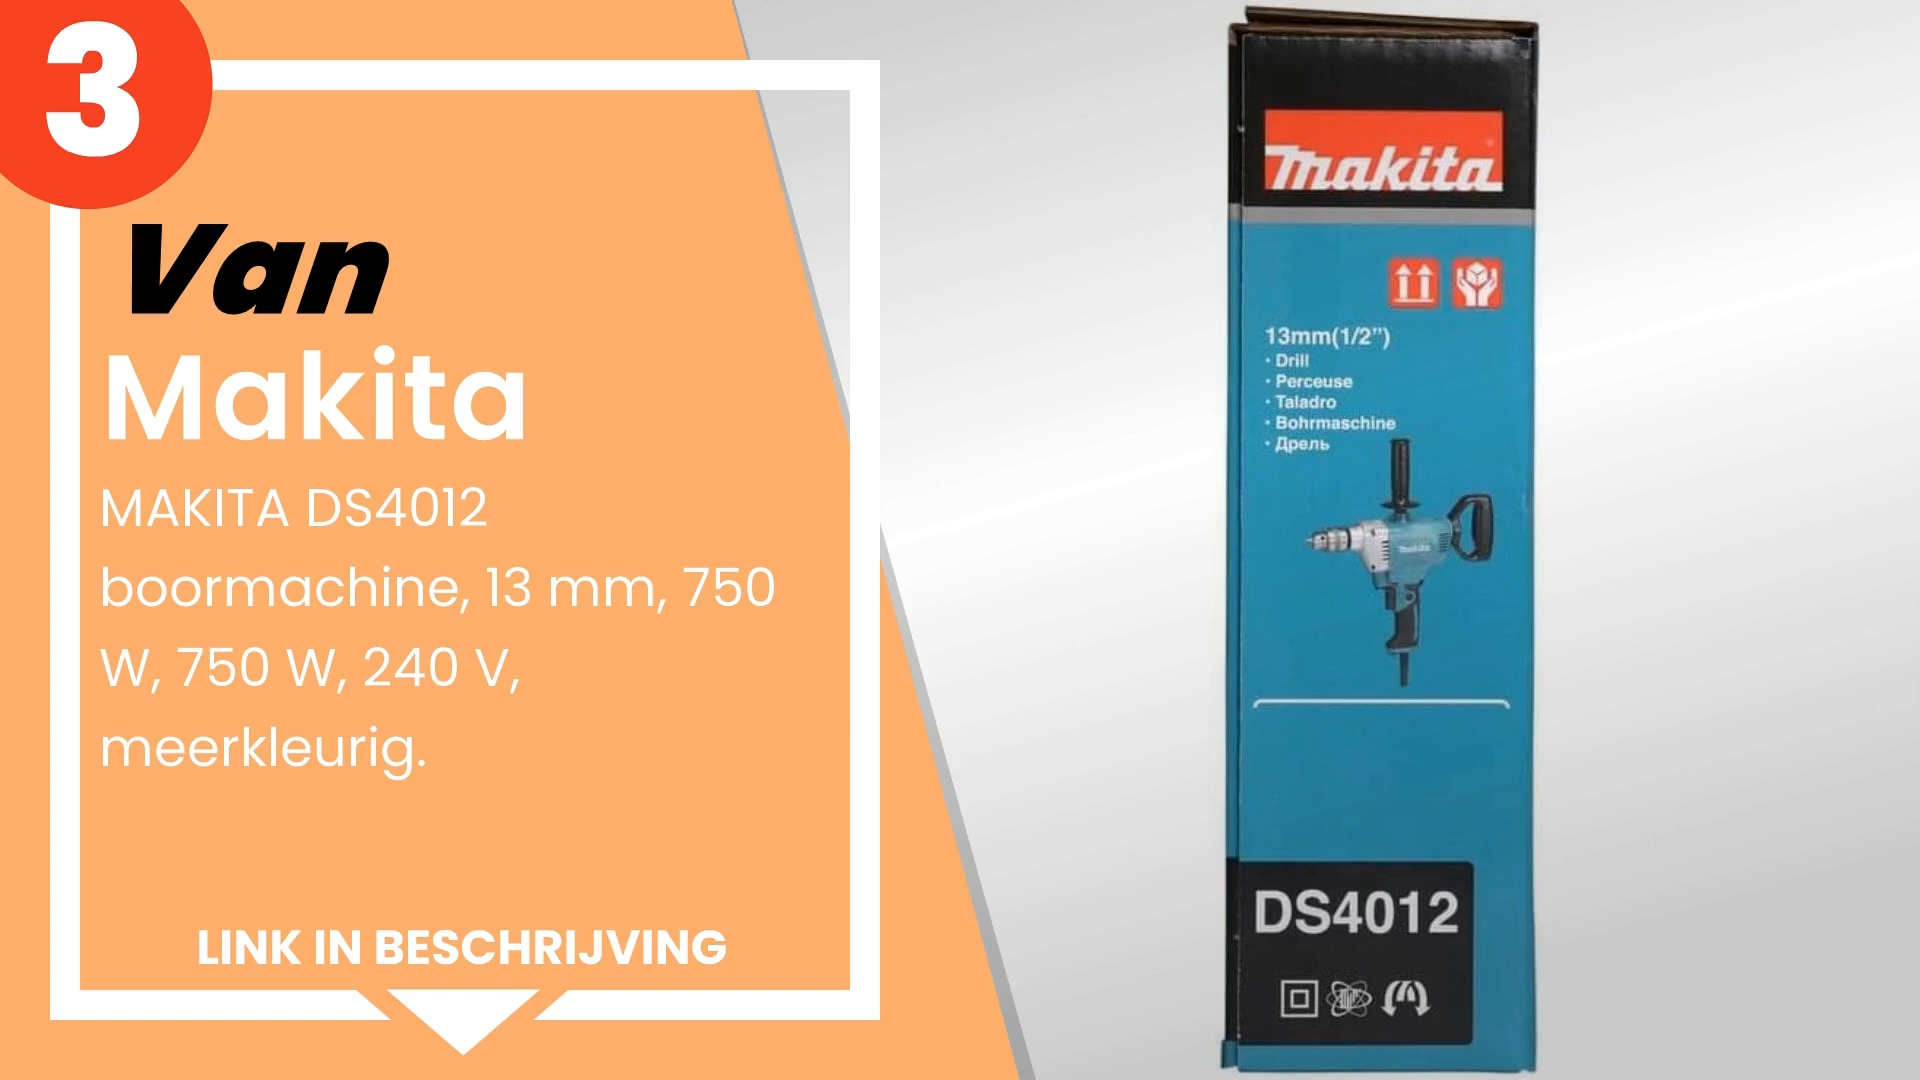 3
Van
Makita
MAKITA DS4012
boormachine, 13 mm, 750
W, 750 W, 240 V,
meerkleurig.
LINK IN BESCHRIJVING
makita
13mm(1/2")
· Drill
· Perceuse
· Taladro
· Bohrmaschine
· Дрель
makita
DS4012